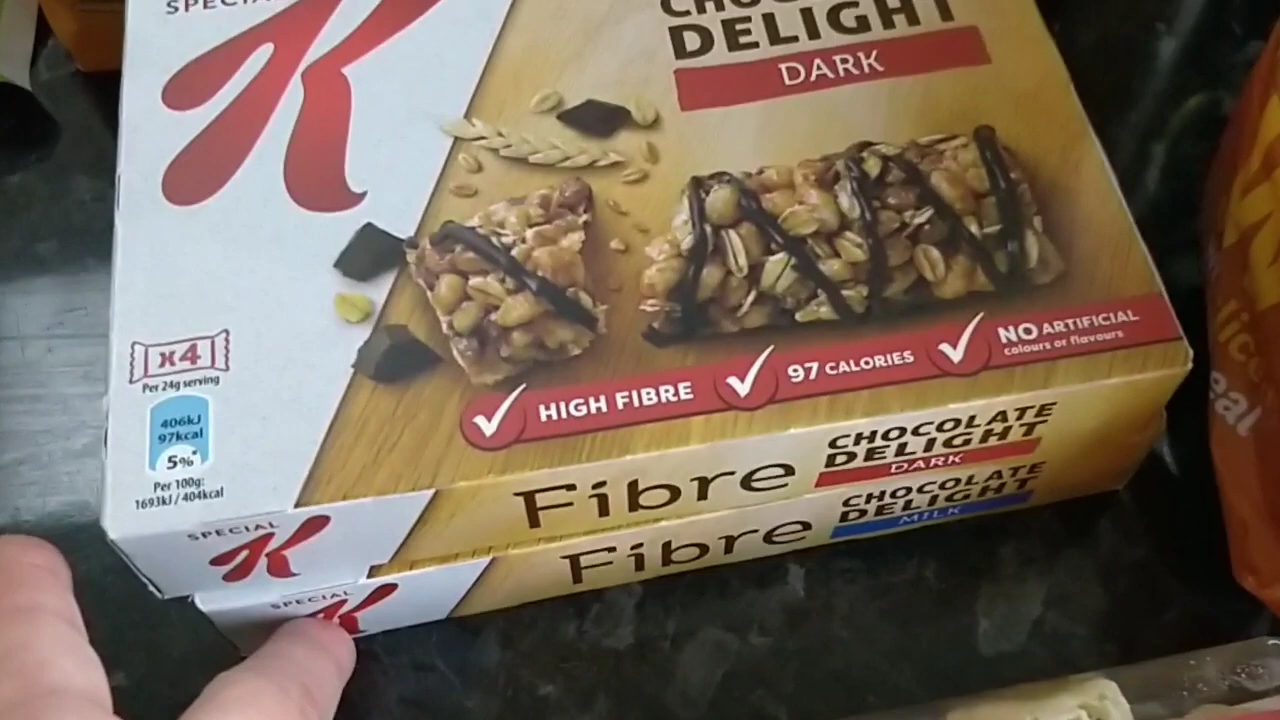 SPECIAL
K
DELIGHT
DARK
x4
Per 24g serving
406kJ
97kcal
5%*
Per 100g:
1693kJ / 404kcal
HIGH FIBRE
97 CALORIES
NO ARTIFICIAL
colours or flavours
SPECIAL
K
Fibre
CHOCOLATE
DELIGHT
DARK
SPECIAL
K
Fibre
CHOCOLATE
DELIGHT
MILK